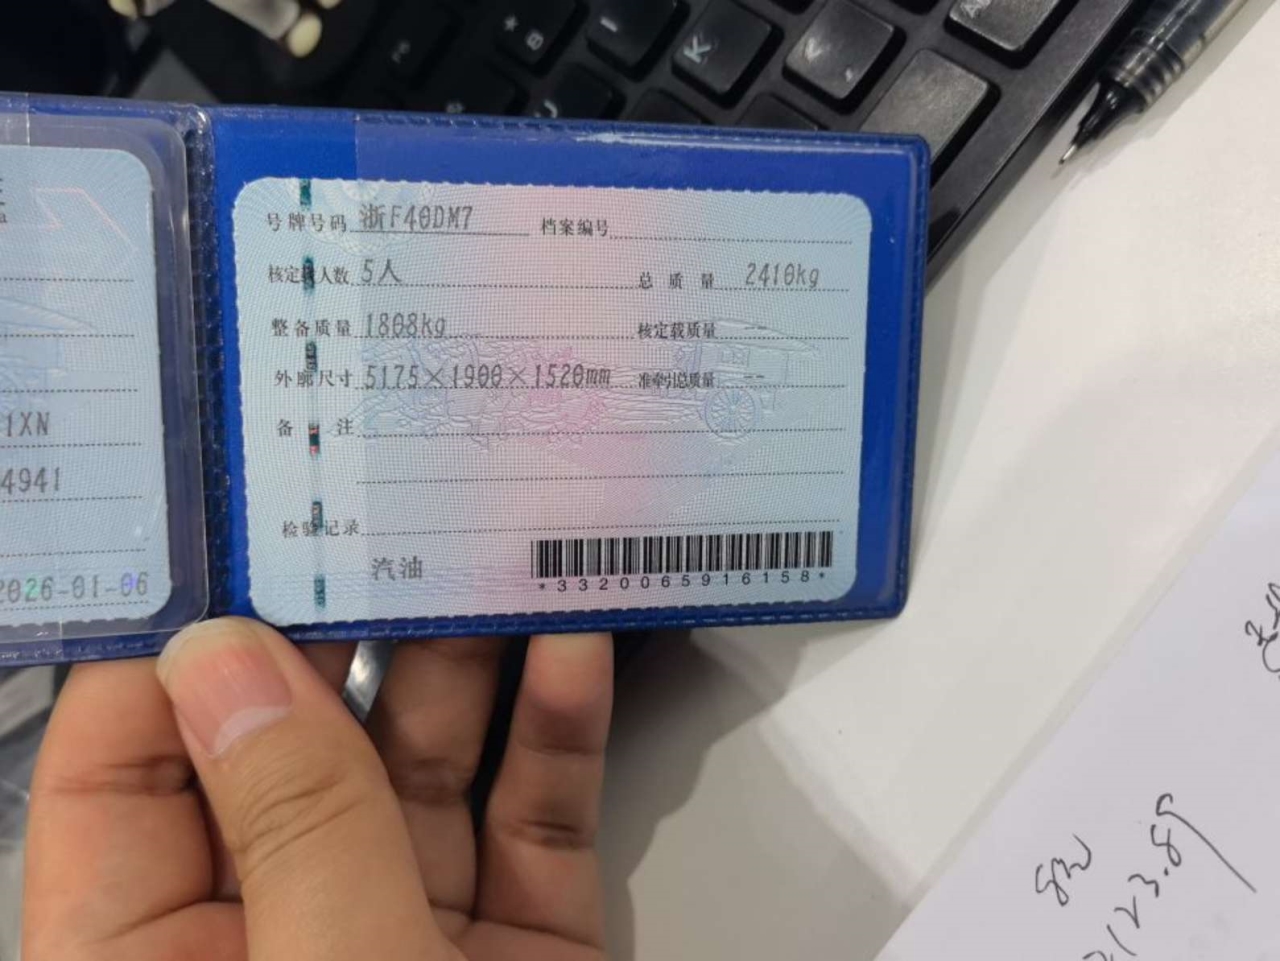 号牌号码 浙F40DM7 档案编号
核定载人数 5人 总质量 2410kg
整备质量 1808kg 核定载质量 --
外廓尺寸 5175×1900×1520mm 准牵引总质量 --
备注
检验记录
汽油
*3320065916158*
1XN
4941
2026-01-06
K
2123.89